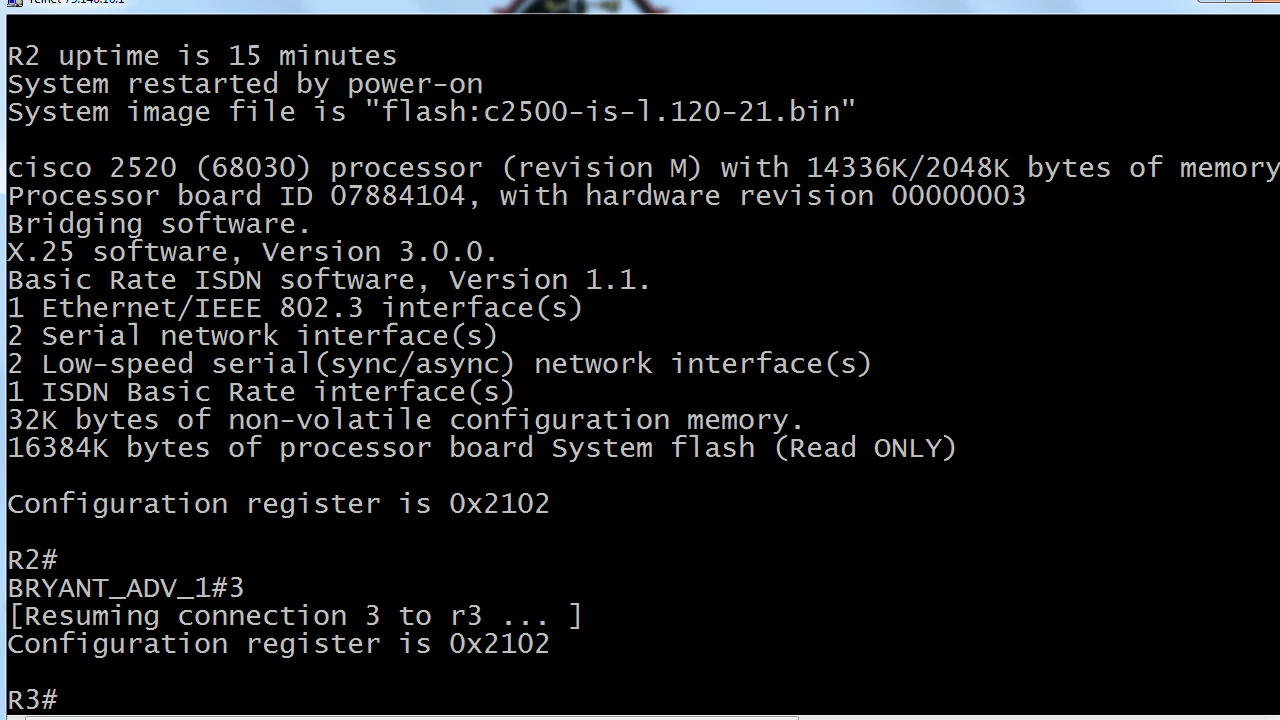 R2 uptime is 15 minutes
System restarted by power-on
System image file is "flash:c2500-is-l.120-21.bin"
cisco 2520 (68030) processor (revision M) with 14336K/2048K bytes of memory
Processor board ID 07884104, with hardware revision 00000003
Bridging software.
X.25 software, Version 3.0.0.
Basic Rate ISDN software, Version 1.1.
1 Ethernet/IEEE 802.3 interface(s)
2 Serial network interface(s)
2 Low-speed serial(sync/async) network interface(s)
1 ISDN Basic Rate interface(s)
32K bytes of non-volatile configuration memory.
16384K bytes of processor board System flash (Read ONLY)
Configuration register is 0x2102
R2#
BRYANT_ADV_1#3
[Resuming connection 3 to r3 ... ]
Configuration register is 0x2102
R3#